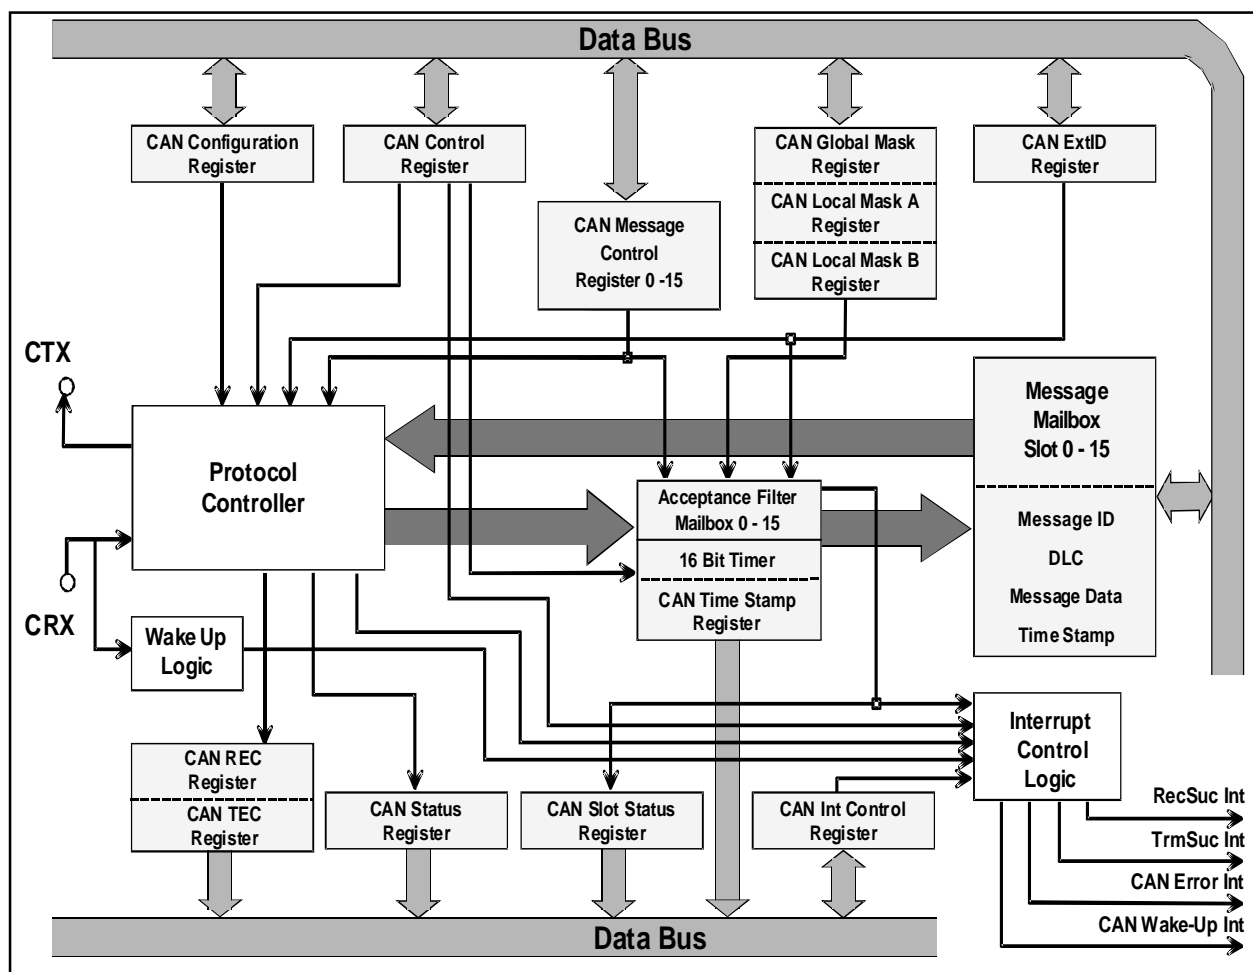 Data Bus
CAN Configuration
Register
CAN Control
Register
CAN Message
Control
Register 0 -15
CAN Global Mask
Register
CAN Local Mask A
Register
CAN Local Mask B
Register
CAN ExtID
Register
CTX
CRX
Protocol
Controller
Wake Up
Logic
Acceptance Filter
Mailbox 0 - 15
16 Bit Timer
CAN Time Stamp
Register
Message
Mailbox
Slot 0 - 15
Message ID
DLC
Message Data
Time Stamp
CAN REC
Register
CAN TEC
Register
CAN Status
Register
CAN Slot Status
Register
CAN Int Control
Register
Interrupt
Control
Logic
RecSuc Int
TrmSuc Int
CAN Error Int
CAN Wake-Up Int
Data Bus